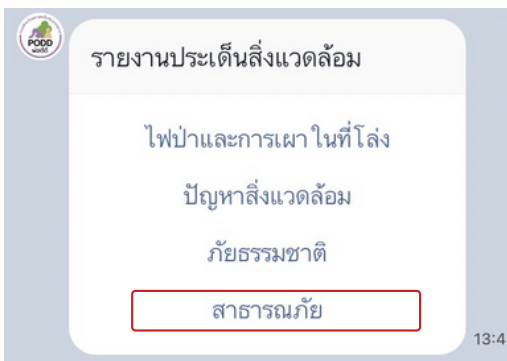 PODD
พ่อดีดี
รายงานประเด็นสิ่งแวดล้อม
ไฟป่าและการเผาในที่โล่ง
ปัญหาสิ่งแวดล้อม
ภัยธรรมชาติ
สาธารณภัย
13:4